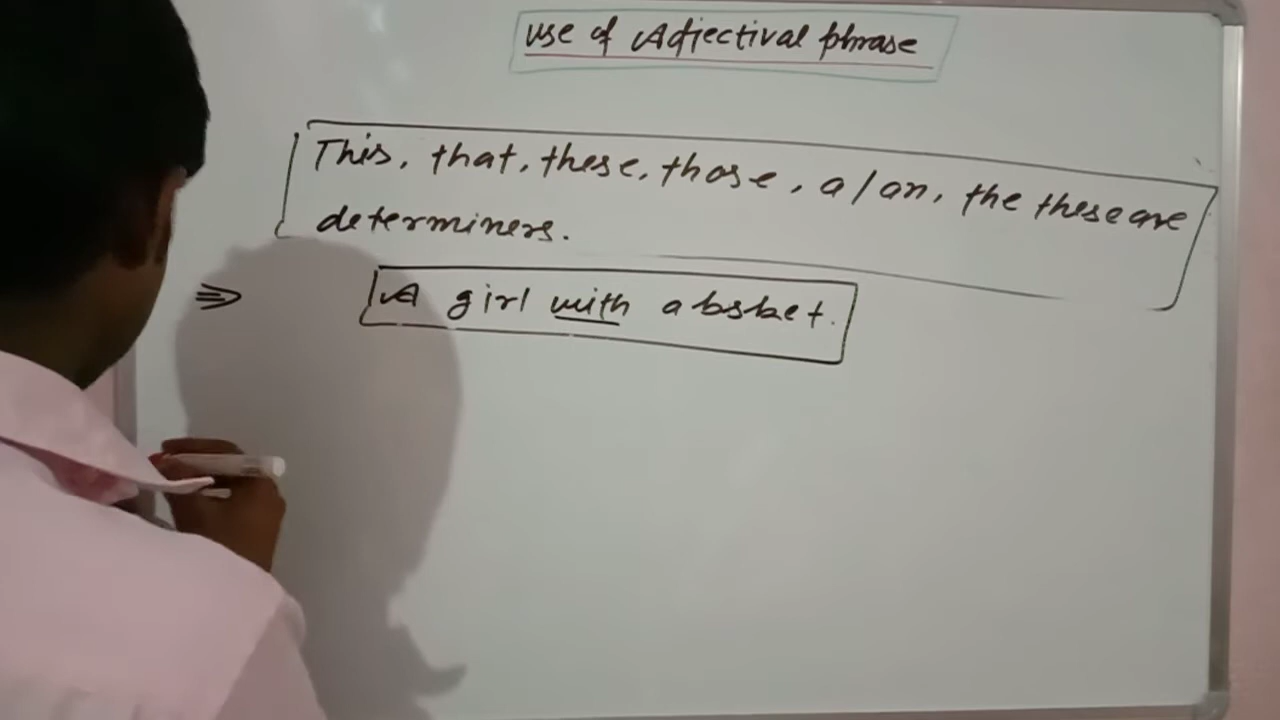 Use of Adjectival phrase
This, that, these, those, a/an, the these are
determiners.
⇒ A girl with a bsket.